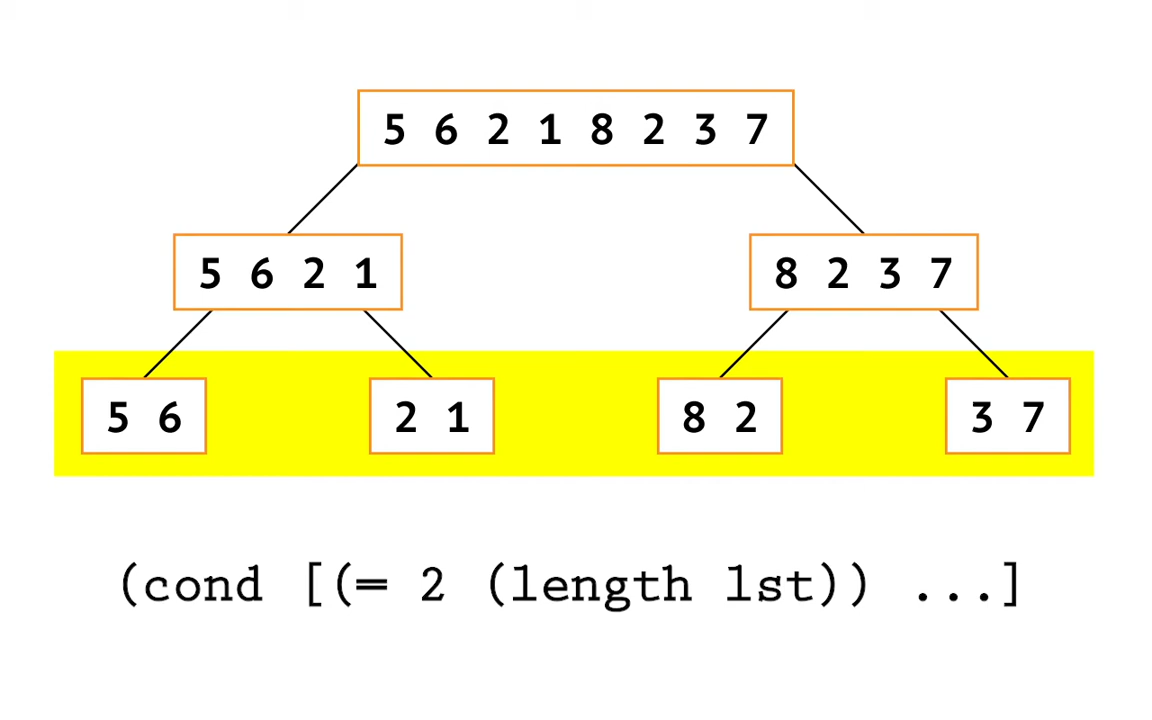 5 6 2 1 8 2 3 7
5 6 2 1
8 2 3 7
5 6
2 1
8 2
3 7
(cond [(= 2 (length lst)) ...]